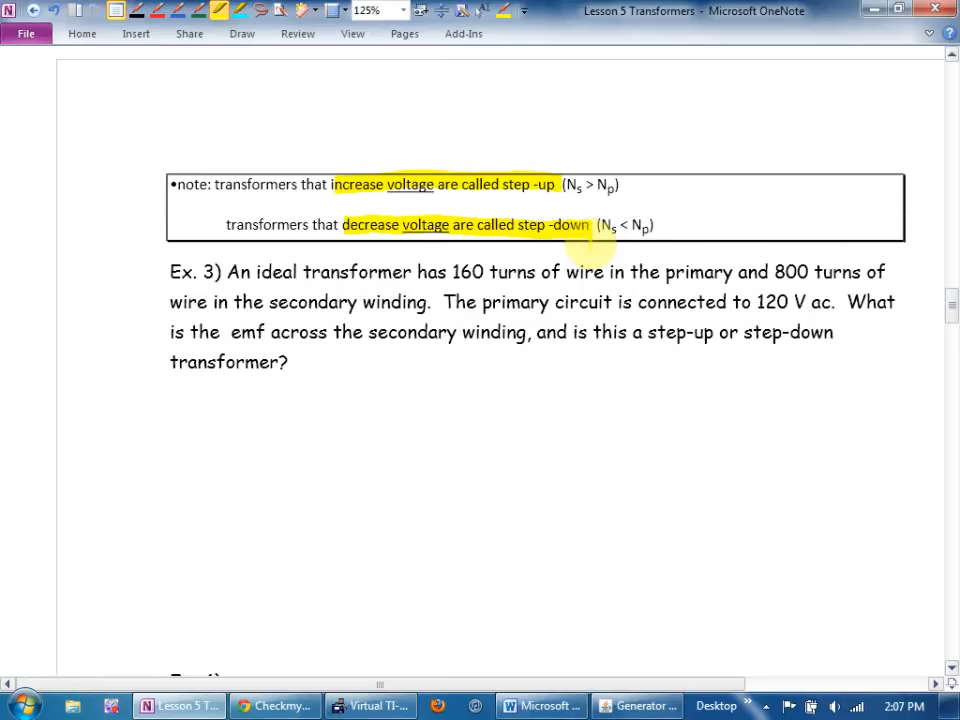 125%
Lesson 5 Transformers - Microsoft OneNote
File Home Insert Share Draw Review View Pages Add-Ins
•note: transformers that increase voltage are called step -up (Ns > Np)
transformers that decrease voltage are called step -down (Ns < Np)
Ex. 3) An ideal transformer has 160 turns of wire in the primary and 800 turns of
wire in the secondary winding. The primary circuit is connected to 120 V ac. What
is the emf across the secondary winding, and is this a step-up or step-down
transformer?
Lesson 5 T... Checkmy... Virtual TI-... Microsoft ... Generator ... Desktop 2:07 PM